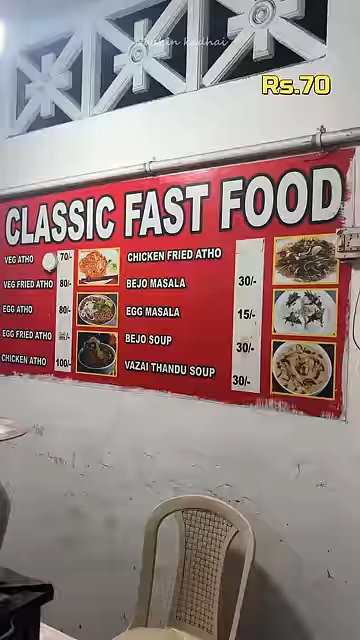 Rs.70
CLASSIC FAST FOOD
VEG ATHO 70/-
VEG FRIED ATHO 80/-
EGG ATHO 80/-
EGG FRIED ATHO
CHICKEN ATHO 100/-
CHICKEN FRIED ATHO
BEJO MASALA 30/-
EGG MASALA 15/-
BEJO SOUP 30/-
VAZAI THANDU SOUP 30/-